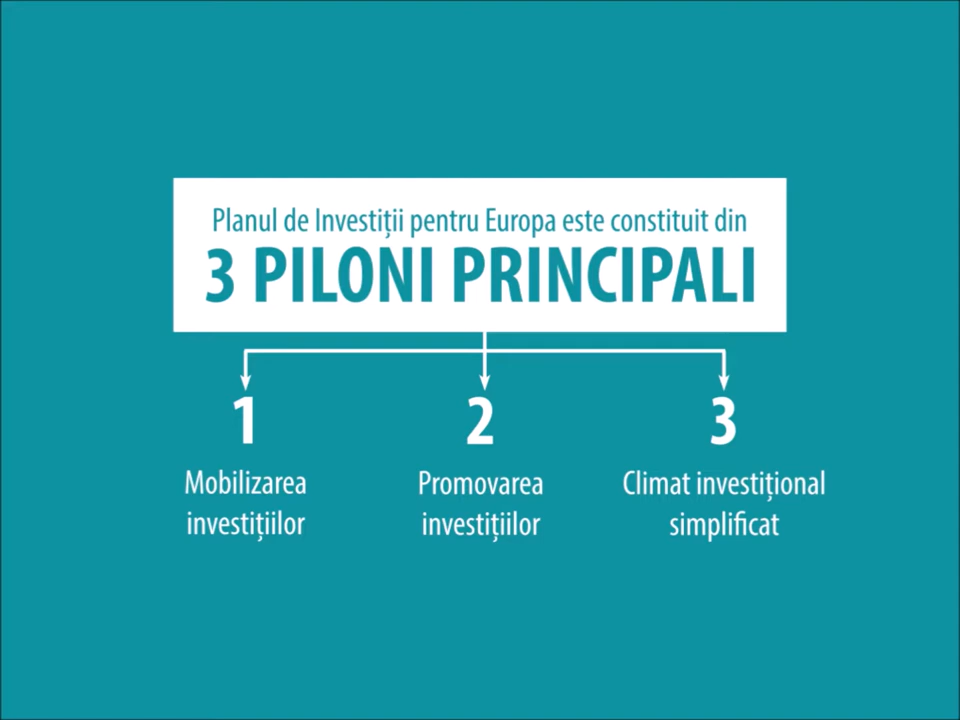 Planul de Investiții pentru Europa este constituit din
3 PILONI PRINCIPALI
1
Mobilizarea
investițiilor
2
Promovarea
investițiilor
3
Climat investițional
simplificat